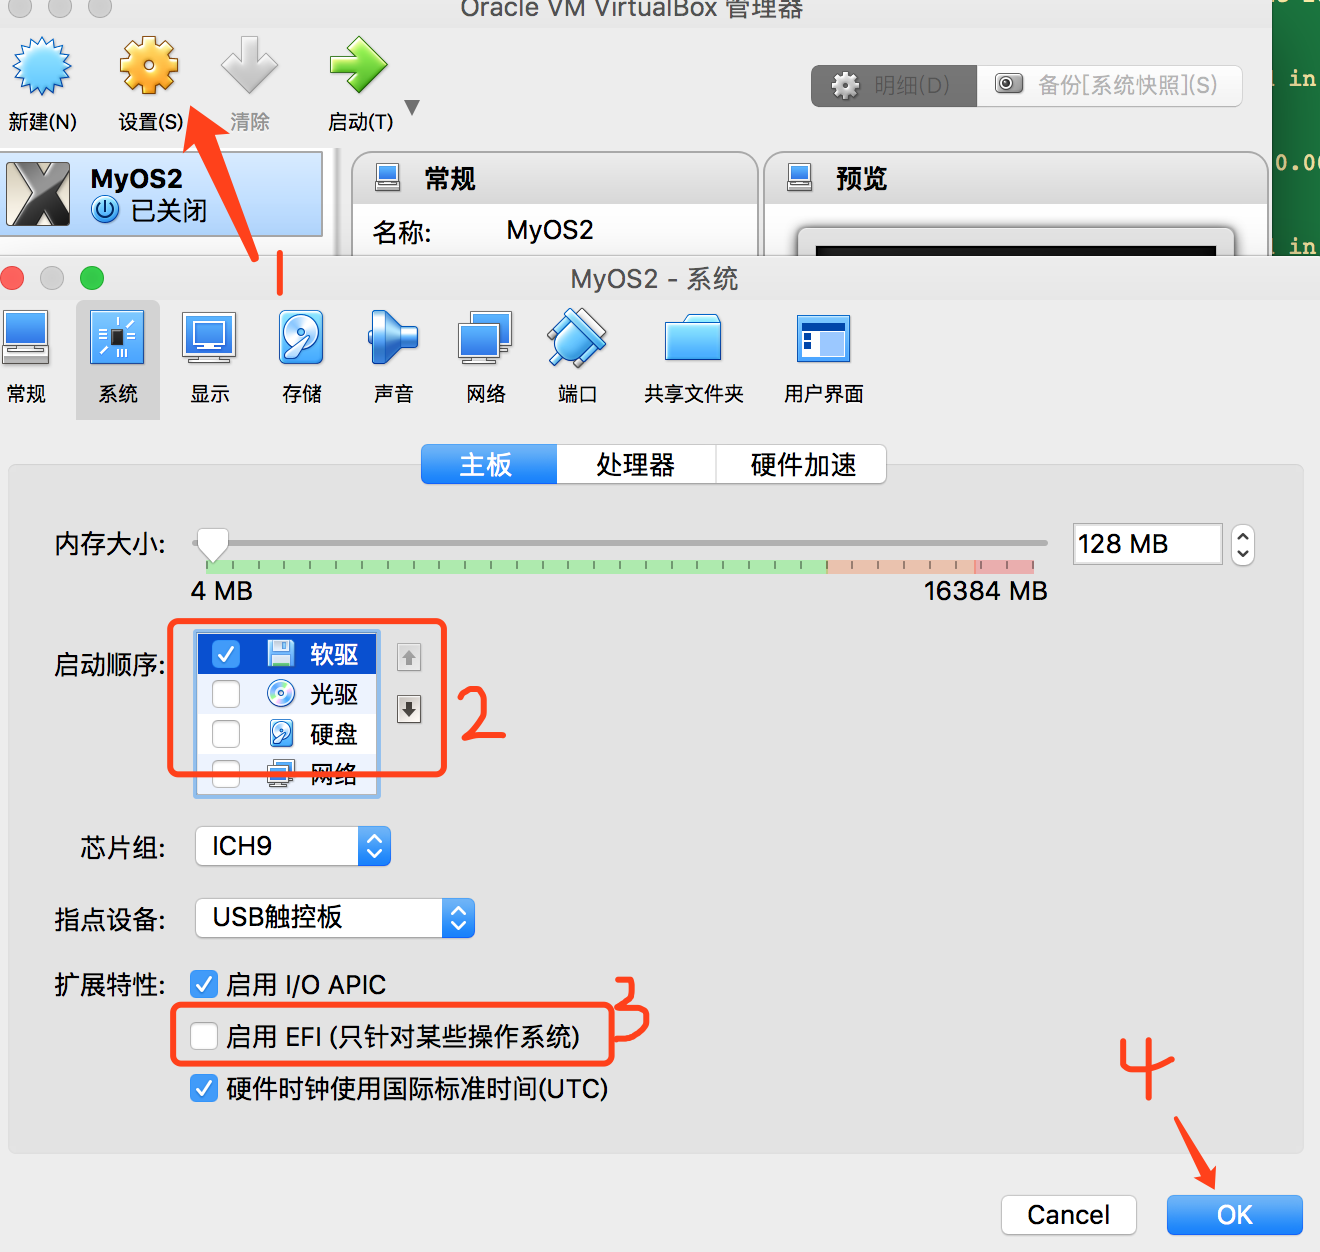 Oracle VM VirtualBox 管理器
新建(N) 设置(S) 清除 启动(T) 明细(D) 备份[系统快照](S)
in
MyOS2
已关闭
常规
预览
0.00
名称: MyOS2
in
1
MyOS2 - 系统
常规 系统 显示 存储 声音 网络 端口 共享文件夹 用户界面
主板 处理器 硬件加速
内存大小: 128 MB
4 MB 16384 MB
启动顺序: 软驱
光驱
硬盘
网络
2
芯片组: ICH9
指点设备: USB触控板
扩展特性: 启用 I/O APIC
3
启用 EFI (只针对某些操作系统)
硬件时钟使用国际标准时间(UTC)
4
Cancel OK